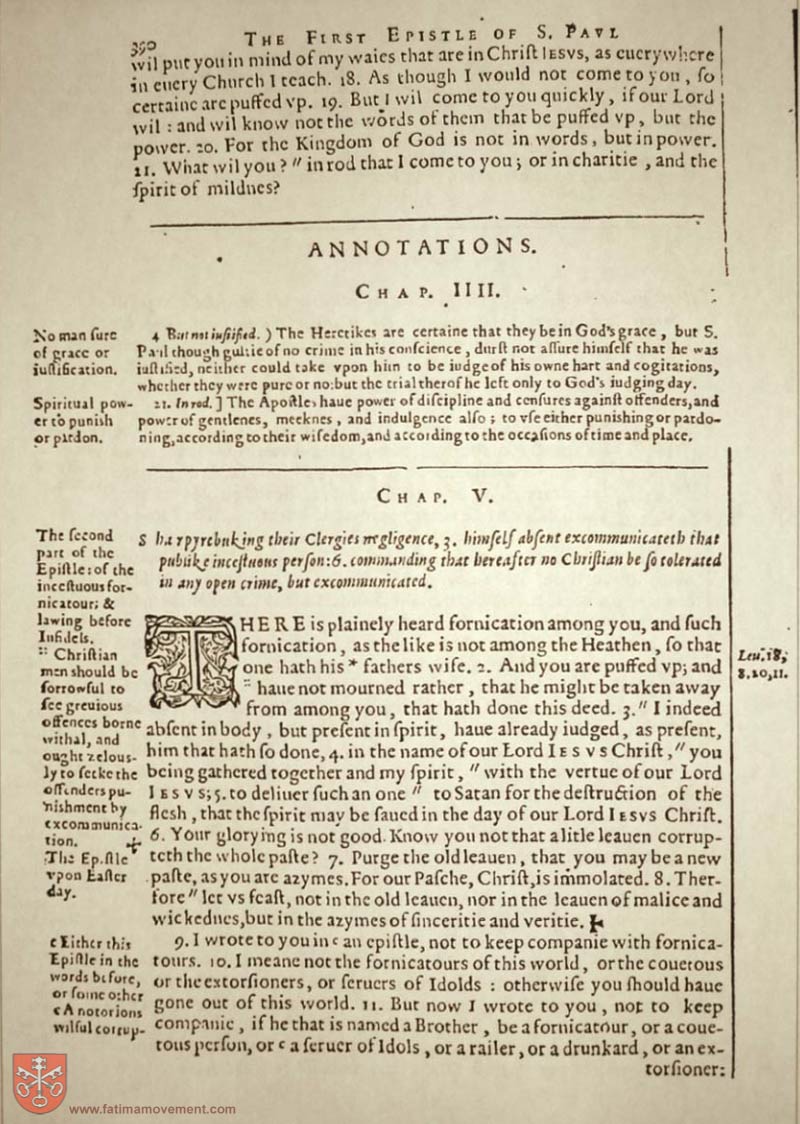 390
THE FIRST EPISTLE OF S. PAVL
wil put you in mind of my waies that are in Chriſt IESVS, as euerywhere
in euery Church I teach. 18. As though I would not come to you, ſo
certaine are puffed vp. 19. But I wil come to you quickly, if our Lord
wil: and wil know not the words of them that be puffed vp, but the
power. 20. For the Kingdom of God is not in words, but in power.
21. What wil you? " in rod that I come to you; or in charitie, and the
ſpirit of mildnes?
ANNOTATIONS.
CHAP. IIII.
No man ſure
of grace or
iuſtification.
4 But not iuſtified. ) The Heretikes are certaine that they be in God's grace, but S.
Paul though guiltie of no crime in his conſcience, durſt not aſſure himſelf that he was
iuſtified, neither could take vpon him to be iudge of his owne hart and cogitations,
whether they were pure or no: but the trial therof he left only to God's iudging day.
Spiritual pow-
er to punish
or pardon.
21. In rod. ] The Apoſtles haue power of diſcipline and cenſures againſt offenders, and
power of gentlenes, meeknes, and indulgence alſo; to vſe either punishing or pardo-
ning, according to their wiſedom, and according to the occaſions of time and place.
CHAP. V.
The ſecond
part of the
Epiſtle: of the
inceſtuous for-
nicatour; &
lawing before
Infidels.
:: Chriſtian
men should be
ſorrowful to
ſee greuious
offences borne
withal, and
ought zelouſ-
ly to ſeeke the
offenders pu-
nishment by
excommunica-
tion.
The Epiſtle
vpon Eaſter
day.
c Either this
Epiſtle in the
words before,
or ſome other
c A notorious
wilful corrup-
S harpy rebuking their Clergies negligence, 3. himſelf abſent excommunicateth that
publike inceſtuous perſon: 6. commanding that hereafter no Chriſtian be ſo tolerated
in any open crime, but excommunicated.
THERE is plainely heard fornication among you, and ſuch
fornication, as the like is not among the Heathen, ſo that
one hath his * fathers wife. 2. And you are puffed vp; and
:: haue not mourned rather, that he might be taken away
from among you, that hath done this deed. 3. " I indeed
abſent in body, but preſent in ſpirit, haue already iudged, as preſent,
him that hath ſo done, 4. in the name of our Lord IESVS Chriſt, " you
being gathered together and my ſpirit, " with the vertue of our Lord
IESVS; 5. to deliuer ſuch an one " to Satan for the deſtruction of the
flesh, that the ſpirit may be ſaued in the day of our Lord IESVS Chriſt.
6. Your glorying is not good. Know you not that a litle leauen corrup-
teth the whole paſte? 7. Purge the old leauen, that you may be a new
paſte, as you are azymes. For our Paſche, Chriſt, is immolated. 8. Ther-
fore " let vs feaſt, not in the old leauen, nor in the leauen of malice and
wickednes, but in the azymes of ſinceritie and veritie.
9. I wrote to you in c an epiſtle, not to keep companie with fornica-
tours. 10. I meane not the fornicatours of this world, or the couetous
or the extorſioners, or ſeruers of Idolds: otherwiſe you ſhould haue
gone out of this world. 11. But now I wrote to you, not to keep
companie, if he that is named a Brother, be a fornicatour, or a coue-
tous perſon, or c a ſeruer of Idols, or a railer, or a drunkard, or an ex-
torſioner:
Leu. 18,
8. 20, 11.
www.fatimamovement.com